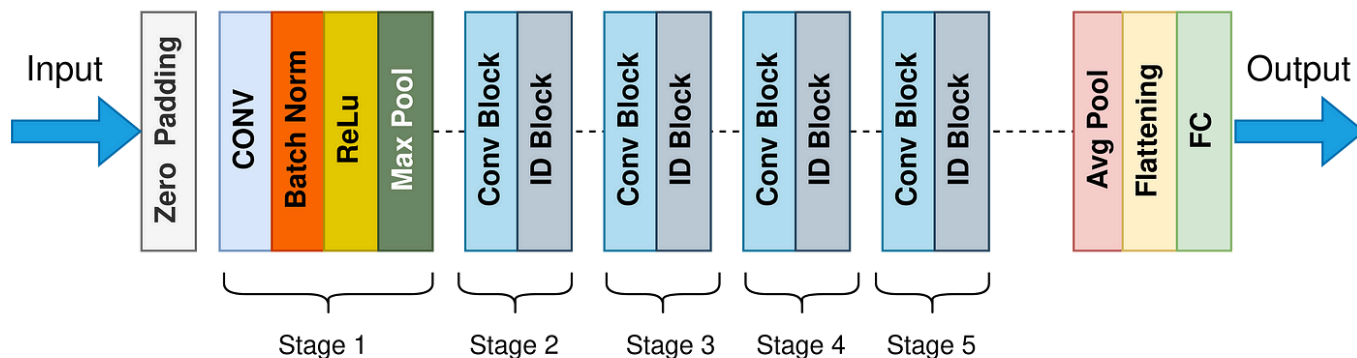 Input
Zero Padding
CONV
Batch Norm
ReLu
Max Pool
Conv Block
ID Block
Conv Block
ID Block
Conv Block
ID Block
Conv Block
ID Block
Avg Pool
Flattening
FC
Output
Stage 1
Stage 2
Stage 3
Stage 4
Stage 5